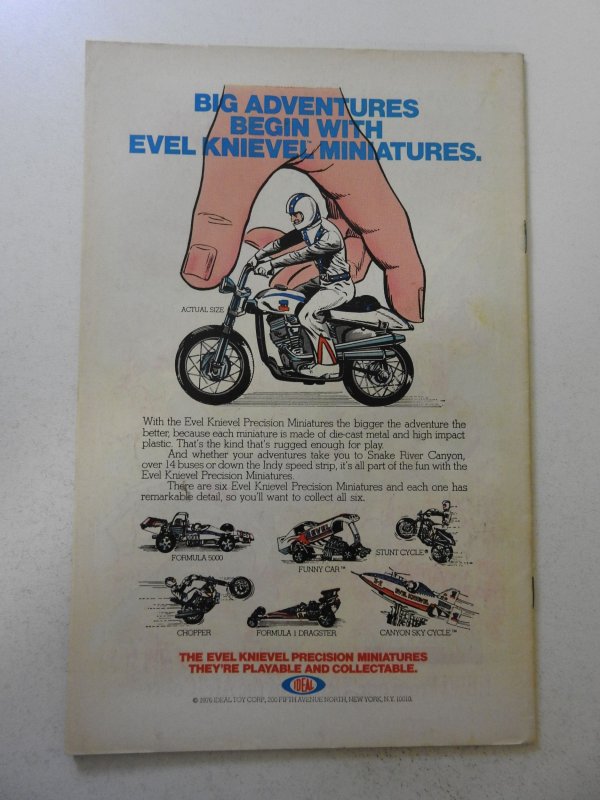 BIG ADVENTURES
BEGIN WITH
EVEL KNIEVEL MINIATURES.
ACTUAL SIZE
With the Evel Knievel Precision Miniatures the bigger the adventure the
better, because each miniature is made of die-cast metal and high impact
plastic. That's the kind that's rugged enough for play.
And whether your adventures take you to Snake River Canyon,
over 14 buses or down the Indy speed strip, it's all part of the fun with the
Evel Knievel Precision Miniatures.
There are six Evel Knievel Precision Miniatures and each one has
remarkable detail, so you'll want to collect all six.
FORMULA 5000
EVEL
FUNNY CAR™
STUNT CYCLE®
CHOPPER
FORMULA 1 DRAGSTER
X-2 EVEL KNIEVEL
CANYON SKY CYCLE™
THE EVEL KNIEVEL PRECISION MINIATURES
THEY'RE PLAYABLE AND COLLECTABLE.
IDEAL
© 1976 IDEAL TOY CORP., 200 FIFTH AVENUE NORTH, NEW YORK, N.Y. 10010.